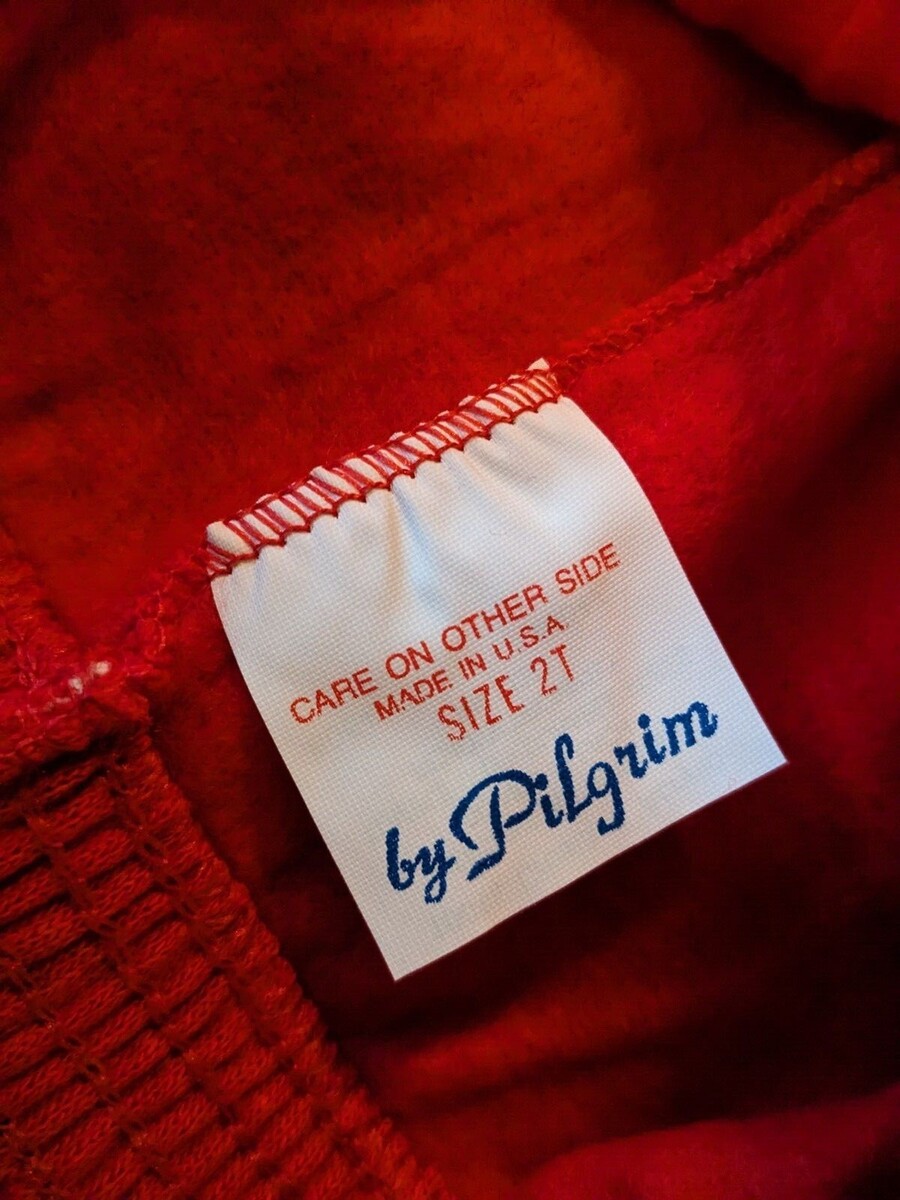 CARE ON OTHER SIDE
MADE IN U.S.A.
SIZE 2T
by Pilgrim